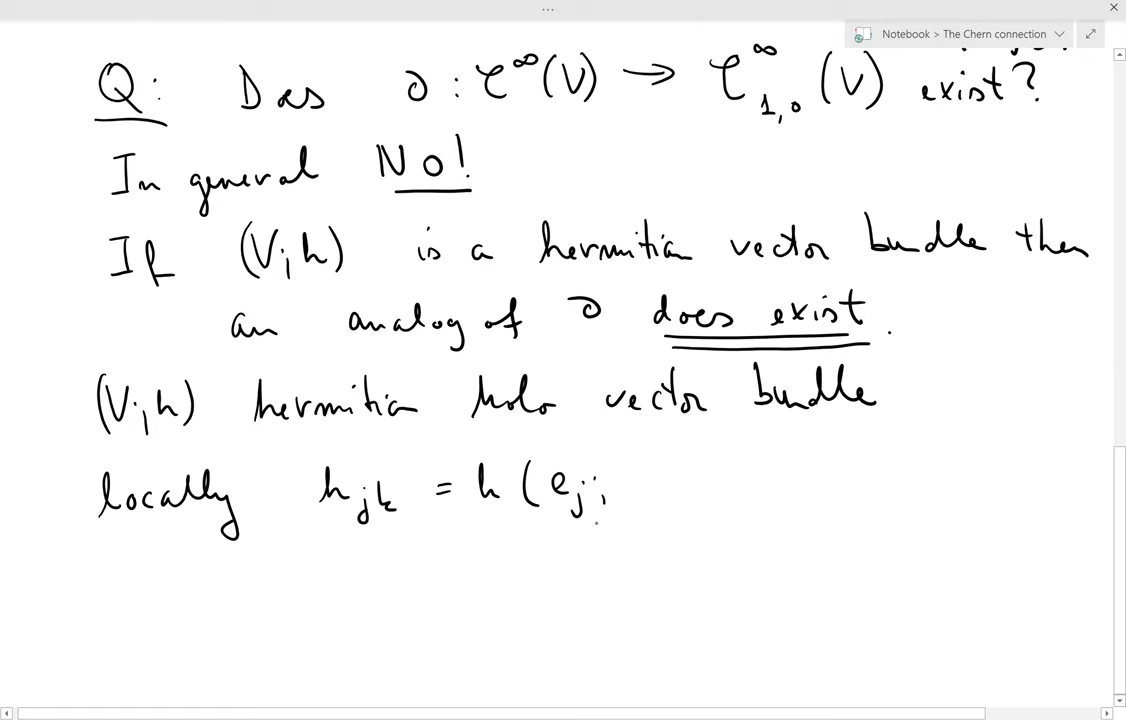 Notebook > The Chern connection
Q: Does ∂ : C^∞(V) → C^∞_{1,0} (V) exist?
In general No!
If (V,h) is a hermitian vector bundle then
an analog of ∂ does exist.
(V,h) hermitian holo vector bundle
locally h_{jk} = h ( e_j,